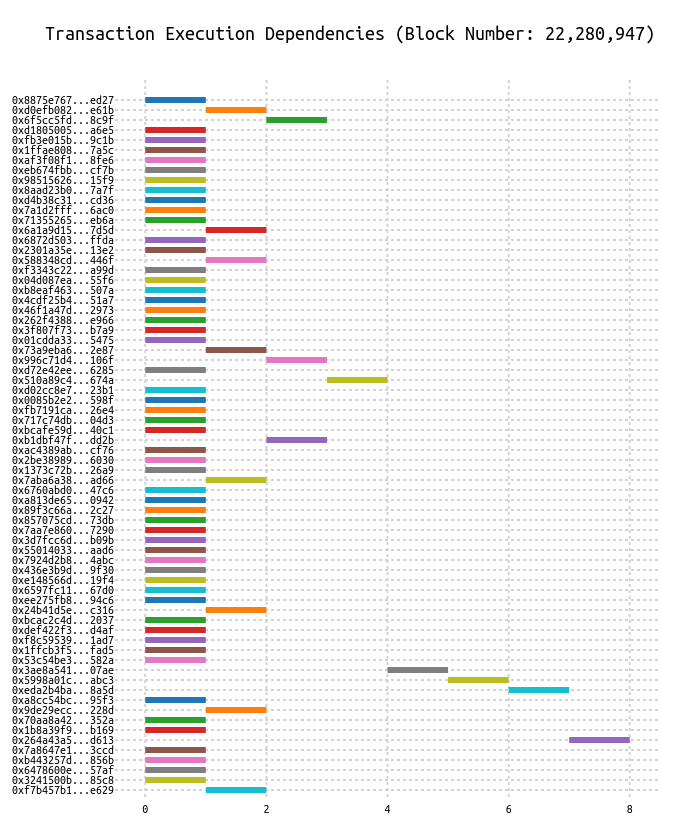 Transaction Execution Dependencies (Block Number: 22,280,947)
0x8875e767...ed27
0xd0efb082...e61b
0x6f5cc5fd...8c9f
0xd1805005...a6e5
0xfb3e015b...9c1b
0x1ffae808...7a5c
0xaf3f08f1...8fe6
0xeb674fbb...cf7b
0x98515626...15f9
0x8aad23b0...7a7f
0xd4b38c31...cd36
0x7a1d2fff...6ac0
0x71355265...eb6a
0x6a1a9d15...7d5d
0x6872d503...ffda
0x2301a35e...13e2
0x588348cd...446f
0xf3343c22...a99d
0x04d087ea...55f6
0xb8eaf463...507a
0x4cdf25b4...51a7
0x46f1a47d...2973
0x262f4388...e966
0x3f807f73...b7a9
0x01cdda33...5475
0x73a9eba6...2e87
0x996c71d4...106f
0xd72e42ee...6285
0x510a89c4...674a
0xd02cc8e7...23b1
0x0085b2e2...598f
0xfb7191ca...26e4
0x717c74db...04d3
0xbcafe59d...40c1
0xb1dbf47f...dd2b
0xac4389ab...cf76
0x2be38989...6030
0x1373c72b...26a9
0x7aba6a38...ad66
0x6760abd0...47c6
0xa813de65...0942
0x89f3c66a...2c27
0x857075cd...73db
0x7aa7e860...7290
0x3d7fcc6d...b09b
0x55014033...aad6
0x7924d2b8...4abc
0x436e3b9d...9f30
0xe148566d...19f4
0x6597fc11...67d0
0xee275fb8...94c6
0x24b41d5e...c316
0xbcac2c4d...2037
0xdef422f3...d4af
0xf8c59539...1ad7
0x1ffcb3f5...fad5
0x53c54be3...582a
0x3ae8a541...07ae
0x5998a01c...abc3
0xeda2b4ba...8a5d
0xa8cc54bc...95f3
0x9de29ecc...228d
0x70aa8a42...352a
0x1b8a39f9...b169
0x264a43a5...d613
0x7a8647e1...3ccd
0xb443257d...856b
0x6478600e...57af
0x3241500b...85c8
0xf7b457b1...e629
0 2 4 6 8